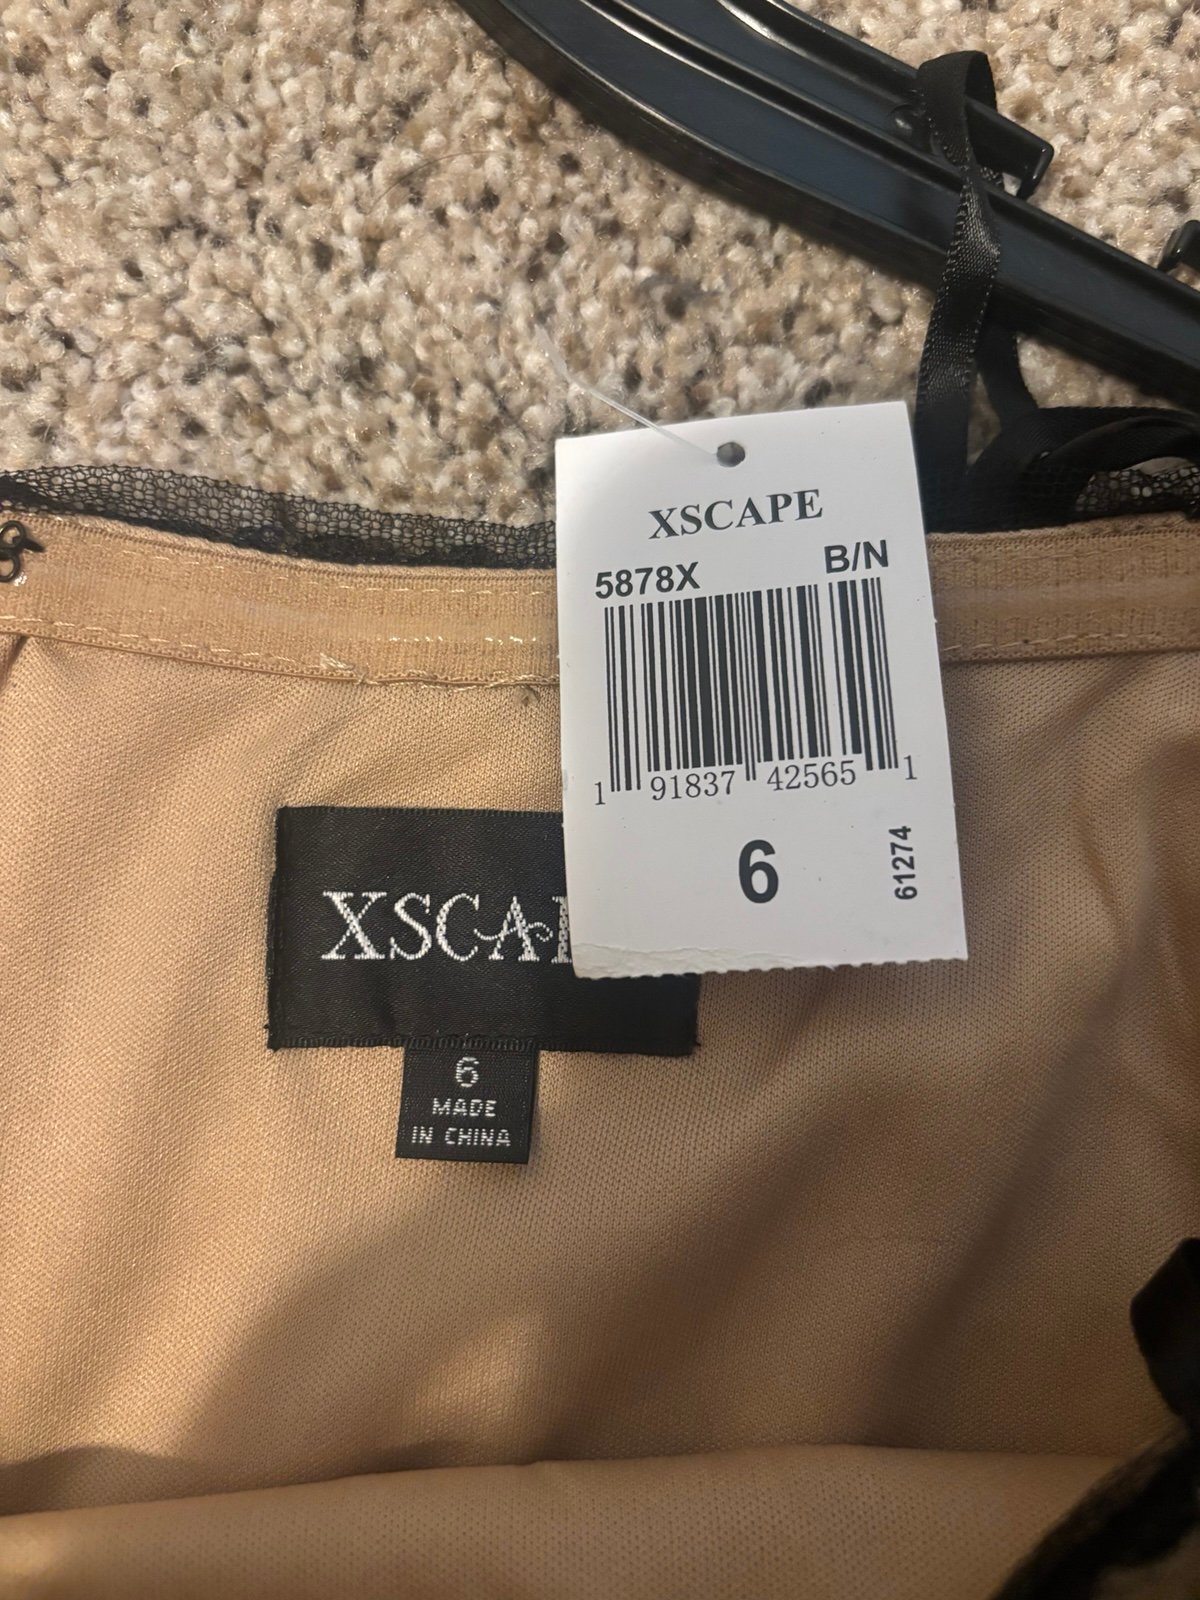 XSCAPE
5878X B/N
1 91837 42565 1
6
61274
6
MADE
IN CHINA